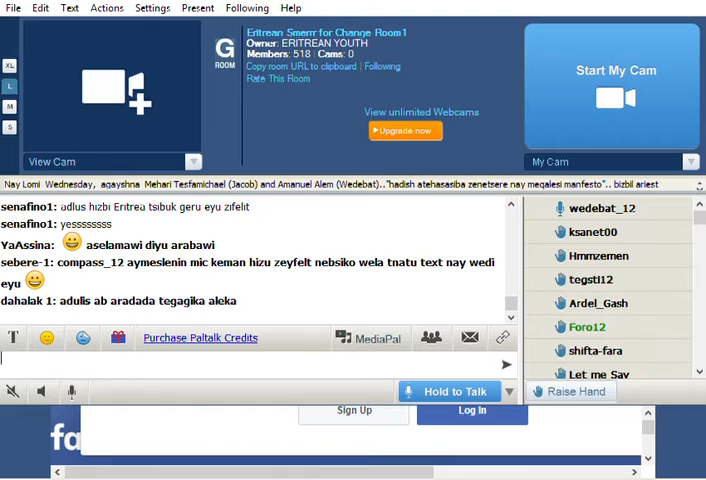 File Edit Text Actions Settings Present Following Help
Eritrean Smerrr for Change Room1
Owner: ERITREAN YOUTH
Members: 518 : Cams: 0
Copy room URL to clipboard | Following
Rate This Room
G
ROOM
XL
L
M
S
View unlimited Webcams
Upgrade now
Start My Cam
View Cam
My Cam
Nay Lomi Wednesday, agayshna Mehari Tesfamichael (Jacob) and Amanuel Alem (Wedebat).."hadish atehasasiba zenetsere nay meqalesi manfesto".. bizbil ariest
senafino1: adlus hizbi Eritrea tsibuk geru eyu zifelit
senafino1: yessssssss
YaAssina: aselamawi diyu arabawi
sebere-1: compass_12 aymeslenin mic keman hizu zeyfelt nebsiko wela tnatu text nay wedi
eyu
dahalak 1: adulis ab aradada tegagika aleka
wedebat_12
ksanet00
Hmmzemen
tegsti12
Ardel_Gash
Foro12
shifta-fara
Let me Say
T
Purchase Paltalk Credits
MediaPal
Hold to Talk
Raise Hand
fa
Sign Up
Log In